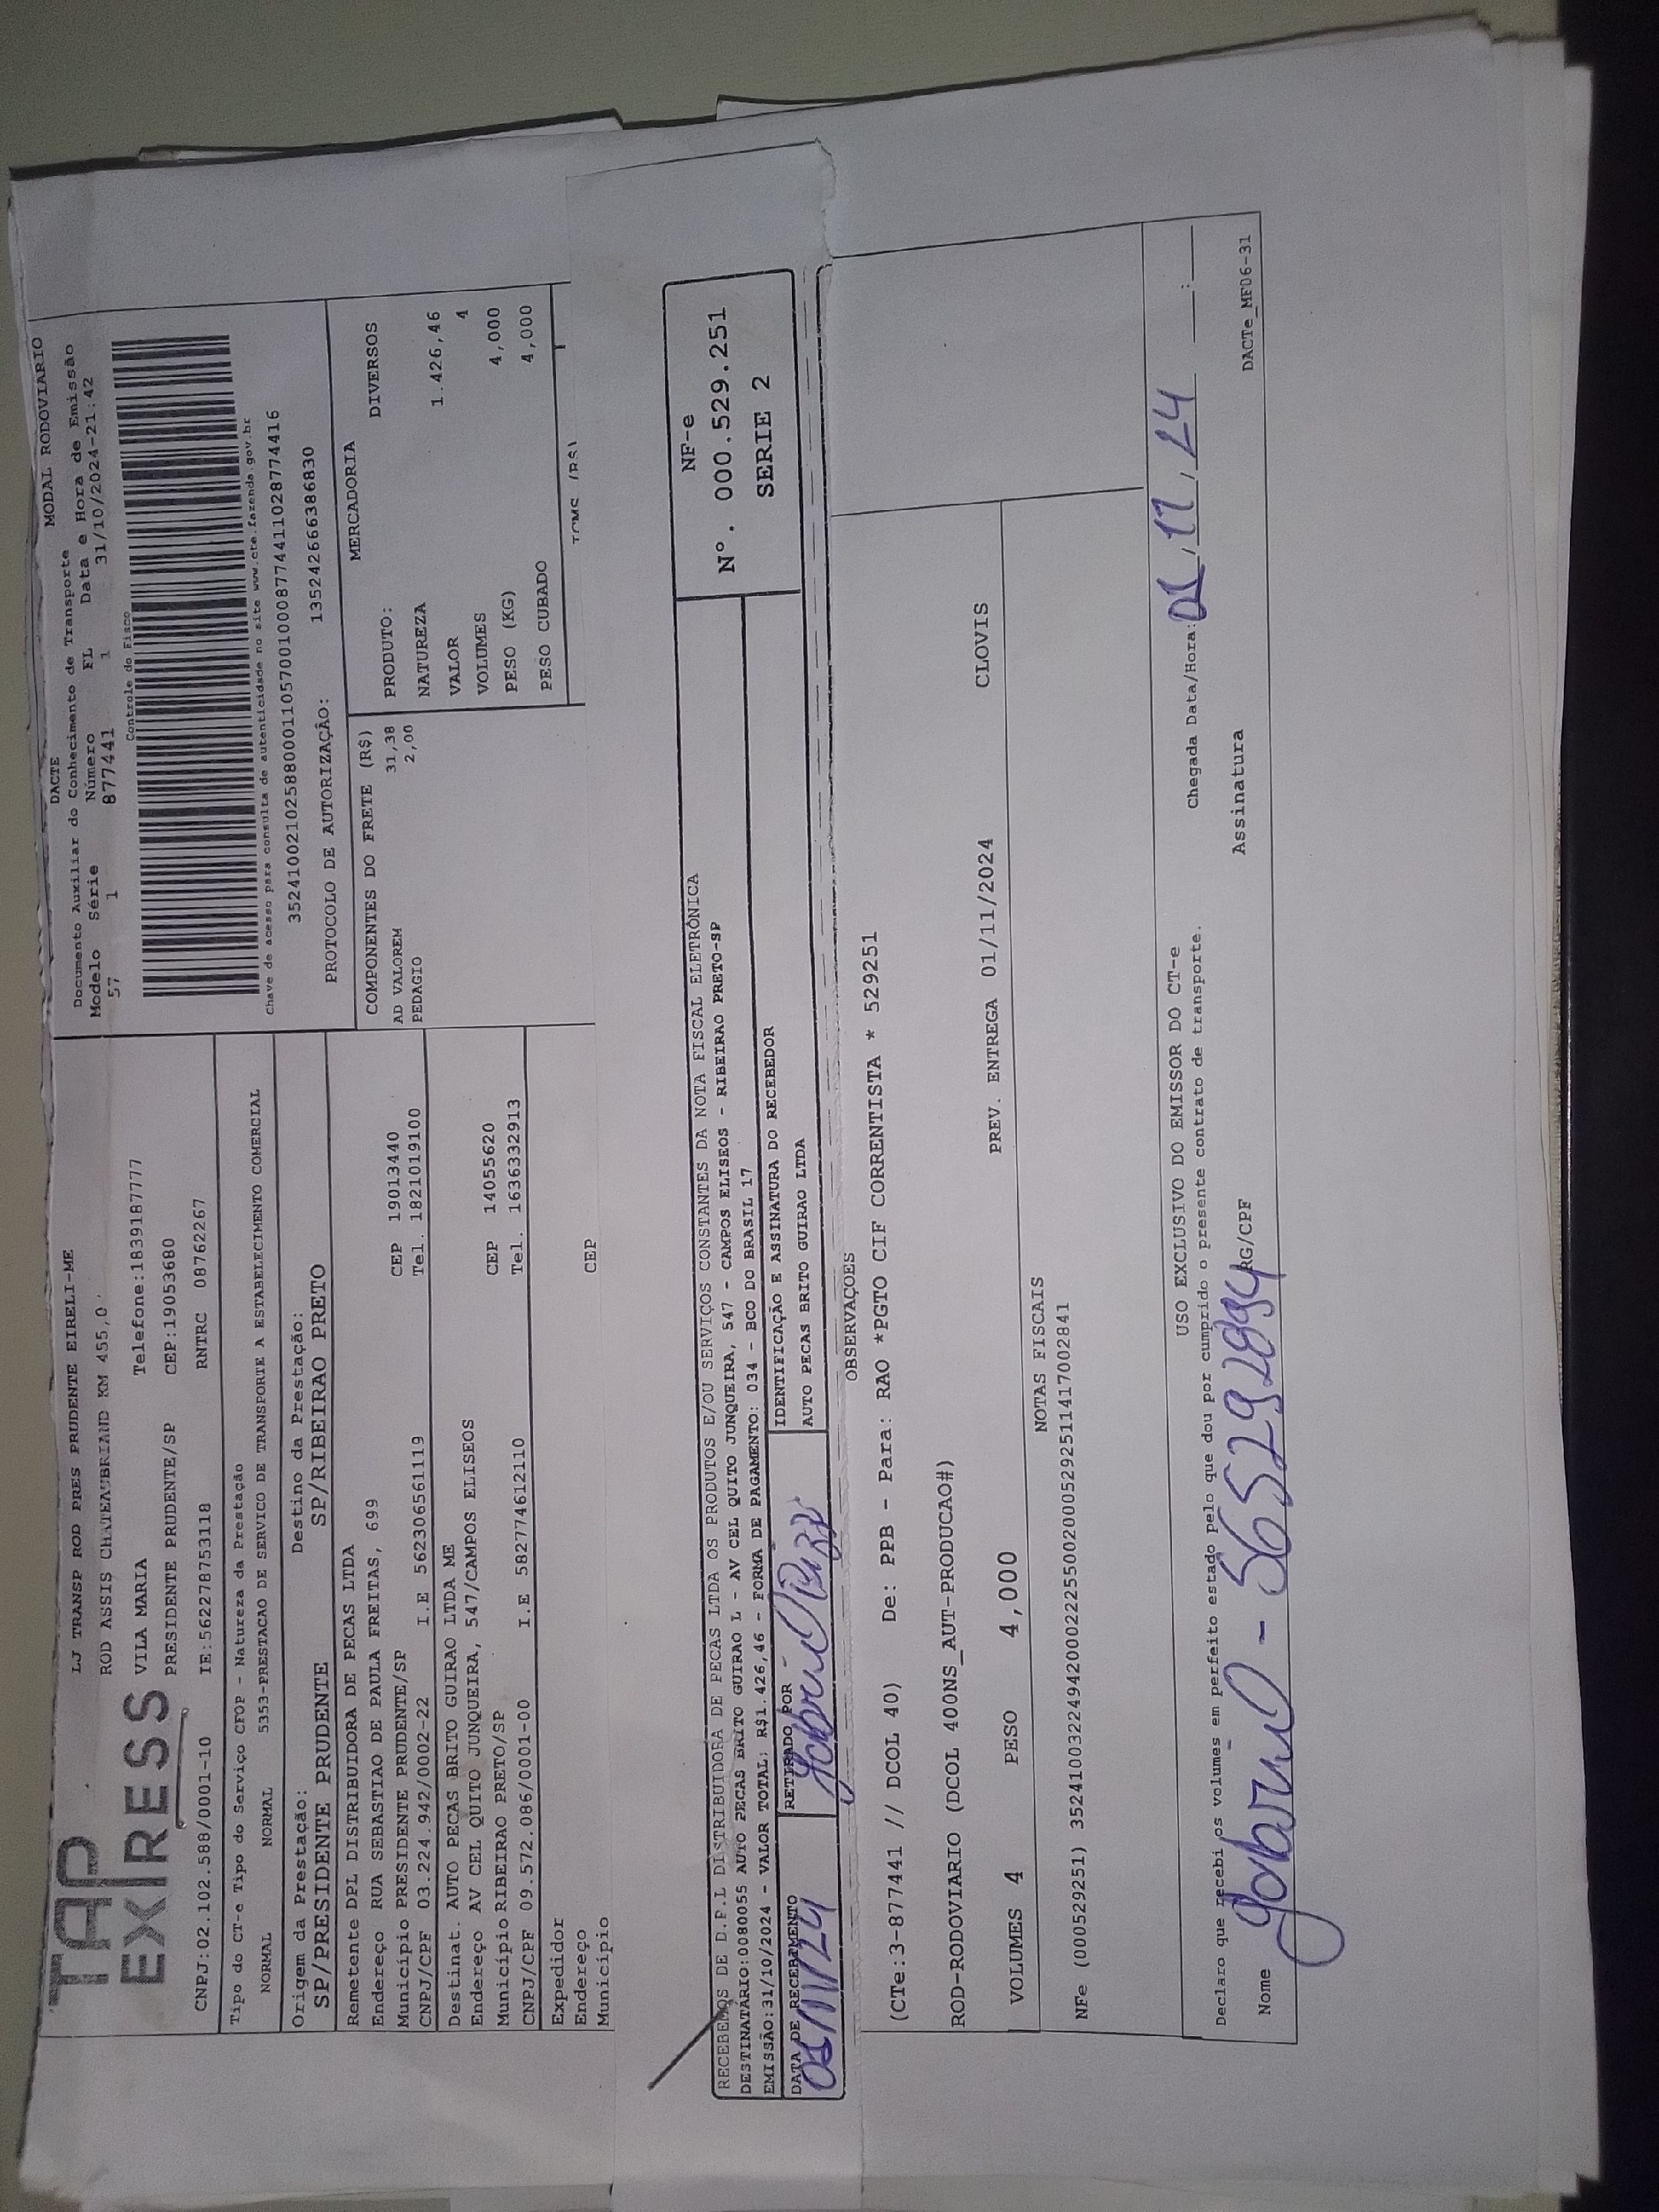 TAP
EXPRESS
LJ TRANSP ROD PRES PRUDENTE EIRELI-ME
ROD ASSIS CHATEAUBRIAND KM 455,0
VILA MARIA Telefone:1839187777
PRESIDENTE PRUDENTE/SP CEP:19053680
CNPJ:02.102.588/0001-10 IE:562278753118 RNTRC 08762267
DACTE MODAL RODOVIARIO
Documento Auxiliar do Conhecimento de Transporte
Modelo Série Número FL Data e Hora de Emissão
57 1 877441 1 31/10/2024-21:42
Controle do Fisco
Chave de acesso para consulta de autenticidade no site www.cte.fazenda.gov.br
35241002102588000110570010008774411028774416
PROTOCOLO DE AUTORIZAÇÃO: 135242666386830
Tipo do CT-e Tipo do Serviço CFOP - Natureza da Prestação
NORMAL NORMAL 5353-PRESTACAO DE SERVICO DE TRANSPORTE A ESTABELECIMENTO COMERCIAL
Origem da Prestação: Destino da Prestação:
SP/PRESIDENTE PRUDENTE SP/RIBEIRAO PRETO
Remetente DPL DISTRIBUIDORA DE PECAS LTDA
Endereço RUA SEBASTIAO DE PAULA FREITAS, 699
Município PRESIDENTE PRUDENTE/SP CEP 19013440
CNPJ/CPF 03.224.942/0002-22 I.E 562306561119 Tel. 1821019100
Destinat. AUTO PECAS BRITO GUIRAO LTDA ME
Endereço AV CEL QUITO JUNQUEIRA, 547/CAMPOS ELISEOS
Município RIBEIRAO PRETO/SP CEP 14055620
CNPJ/CPF 09.572.086/0001-00 I.E 582774612110 Tel. 1636332913
Expedidor
Endereço
Município CEP
COMPONENTES DO FRETE (R$)
AD VALOREM 31,38
PEDAGIO 2,00
MERCADORIA
PRODUTO: DIVERSOS
NATUREZA
VALOR 1.426,46
VOLUMES 4
PESO (KG) 4,000
PESO CUBADO 4,000
ICMS (R$)
RECEBEMOS DE D.P.L DISTRIBUIDORA DE PECAS LTDA OS PRODUTOS E/OU SERVIÇOS CONSTANTES DA NOTA FISCAL ELETRÔNICA
DESTINATÁRIO:0080055 AUTO PECAS BRITO GUIRAO L - AV CEL QUITO JUNQUEIRA, 547 - CAMPOS ELISEOS - RIBEIRAO PRETO-SP
EMISSÃO:31/10/2024 - VALOR TOTAL: R$1.426,46 - FORMA DE PAGAMENTO: 034 - BCO DO BRASIL 17
DATA DE RECEBIMENTO RETIRADO POR IDENTIFICAÇÃO E ASSINATURA DO RECEBEDOR
01/11/24 AUTO PECAS BRITO GUIRAO LTDA
NF-e
Nº. 000.529.251
SERIE 2
OBSERVAÇOES
(CTe:3-877441 // DCOL 40) De: PPB - Para: RAO *PGTO CIF CORRENTISTA * 529251
ROD-RODOVIARIO (DCOL 400NS_AUT-PRODUCAO#)
VOLUMES 4 PESO 4,000 PREV. ENTREGA 01/11/2024 CLOVIS
NOTAS FISCAIS
NFe (000529251) 35241003224942000222550020005292511417002841
USO EXCLUSIVO DO EMISSOR DO CT-e
Declaro que recebi os volumes em perfeito estado pelo que dou por cumprido o presente contrato de transporte. Chegada Data/Hora: 01/11/24 __:__
Nome RG/CPF Assinatura
DACTe_MF06-31